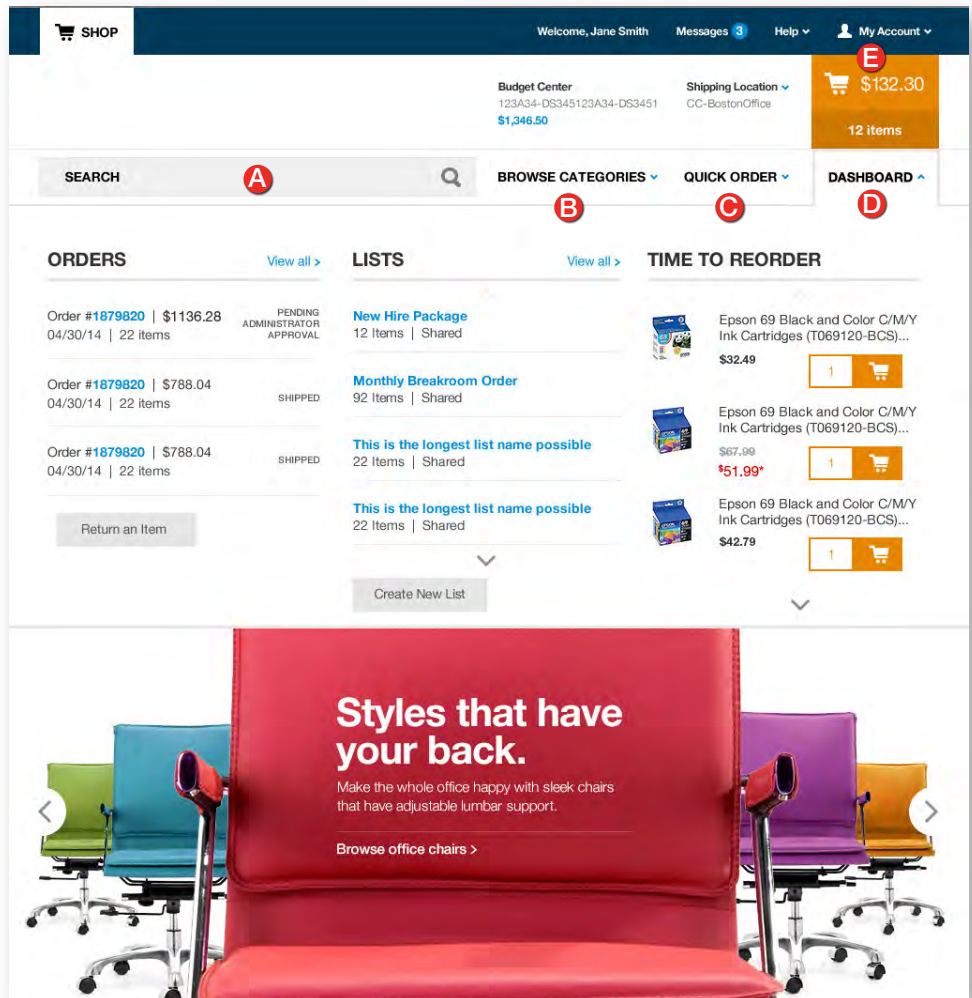 SHOP
Welcome, Jane Smith
Messages 3
Help
My Account
E
Budget Center
123A34-DS345123A34-DS3451
$1,346.50
Shipping Location
CC-BostonOffice
$132.30
12 items
SEARCH
A
BROWSE CATEGORIES
B
QUICK ORDER
C
DASHBOARD
D
ORDERS
View all >
Order #1879820 | $1136.28
04/30/14 | 22 items
PENDING
ADMINISTRATOR
APPROVAL
Order #1879820 | $788.04
04/30/14 | 22 items
SHIPPED
Order #1879820 | $788.04
04/30/14 | 22 items
SHIPPED
Return an Item
LISTS
View all >
New Hire Package
12 Items | Shared
Monthly Breakroom Order
92 Items | Shared
This is the longest list name possible
22 Items | Shared
This is the longest list name possible
22 Items | Shared
Create New List
TIME TO REORDER
Epson 69 Black and Color C/M/Y
Ink Cartridges (T069120-BCS)...
$32.49
1
Epson 69 Black and Color C/M/Y
Ink Cartridges (T069120-BCS)...
$67.99
$51.99*
1
Epson 69 Black and Color C/M/Y
Ink Cartridges (T069120-BCS)...
$42.79
1
Styles that have
your back.
Make the whole office happy with sleek chairs
that have adjustable lumbar support.
Browse office chairs >